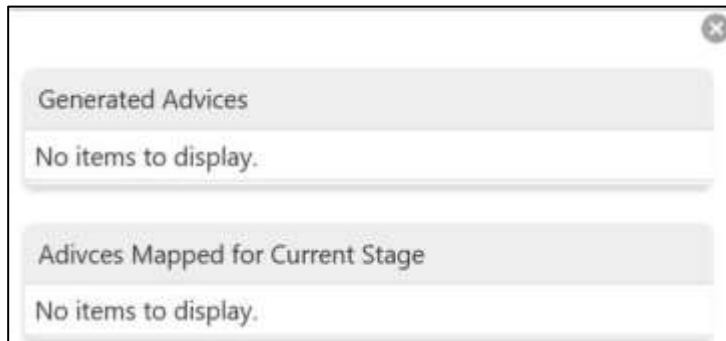 Generated Advices
No items to display.
Adivces Mapped for Current Stage
No items to display.